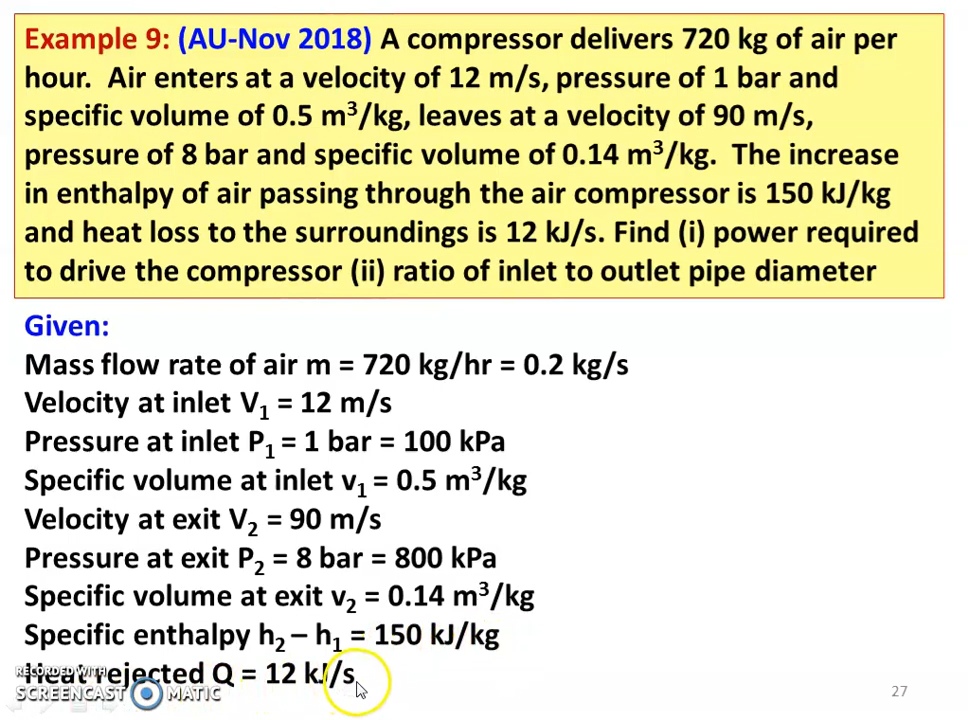 Example 9: (AU-Nov 2018) A compressor delivers 720 kg of air per
hour. Air enters at a velocity of 12 m/s, pressure of 1 bar and
specific volume of 0.5 m³/kg, leaves at a velocity of 90 m/s,
pressure of 8 bar and specific volume of 0.14 m³/kg. The increase
in enthalpy of air passing through the air compressor is 150 kJ/kg
and heat loss to the surroundings is 12 kJ/s. Find (i) power required
to drive the compressor (ii) ratio of inlet to outlet pipe diameter
Given:
Mass flow rate of air m = 720 kg/hr = 0.2 kg/s
Velocity at inlet V₁ = 12 m/s
Pressure at inlet P₁ = 1 bar = 100 kPa
Specific volume at inlet v₁ = 0.5 m³/kg
Velocity at exit V₂ = 90 m/s
Pressure at exit P₂ = 8 bar = 800 kPa
Specific volume at exit v₂ = 0.14 m³/kg
Specific enthalpy h₂ – h₁ = 150 kJ/kg
Heat rejected Q = 12 kJ/s
RECORDED WITH
SCREENCAST MATIC
27